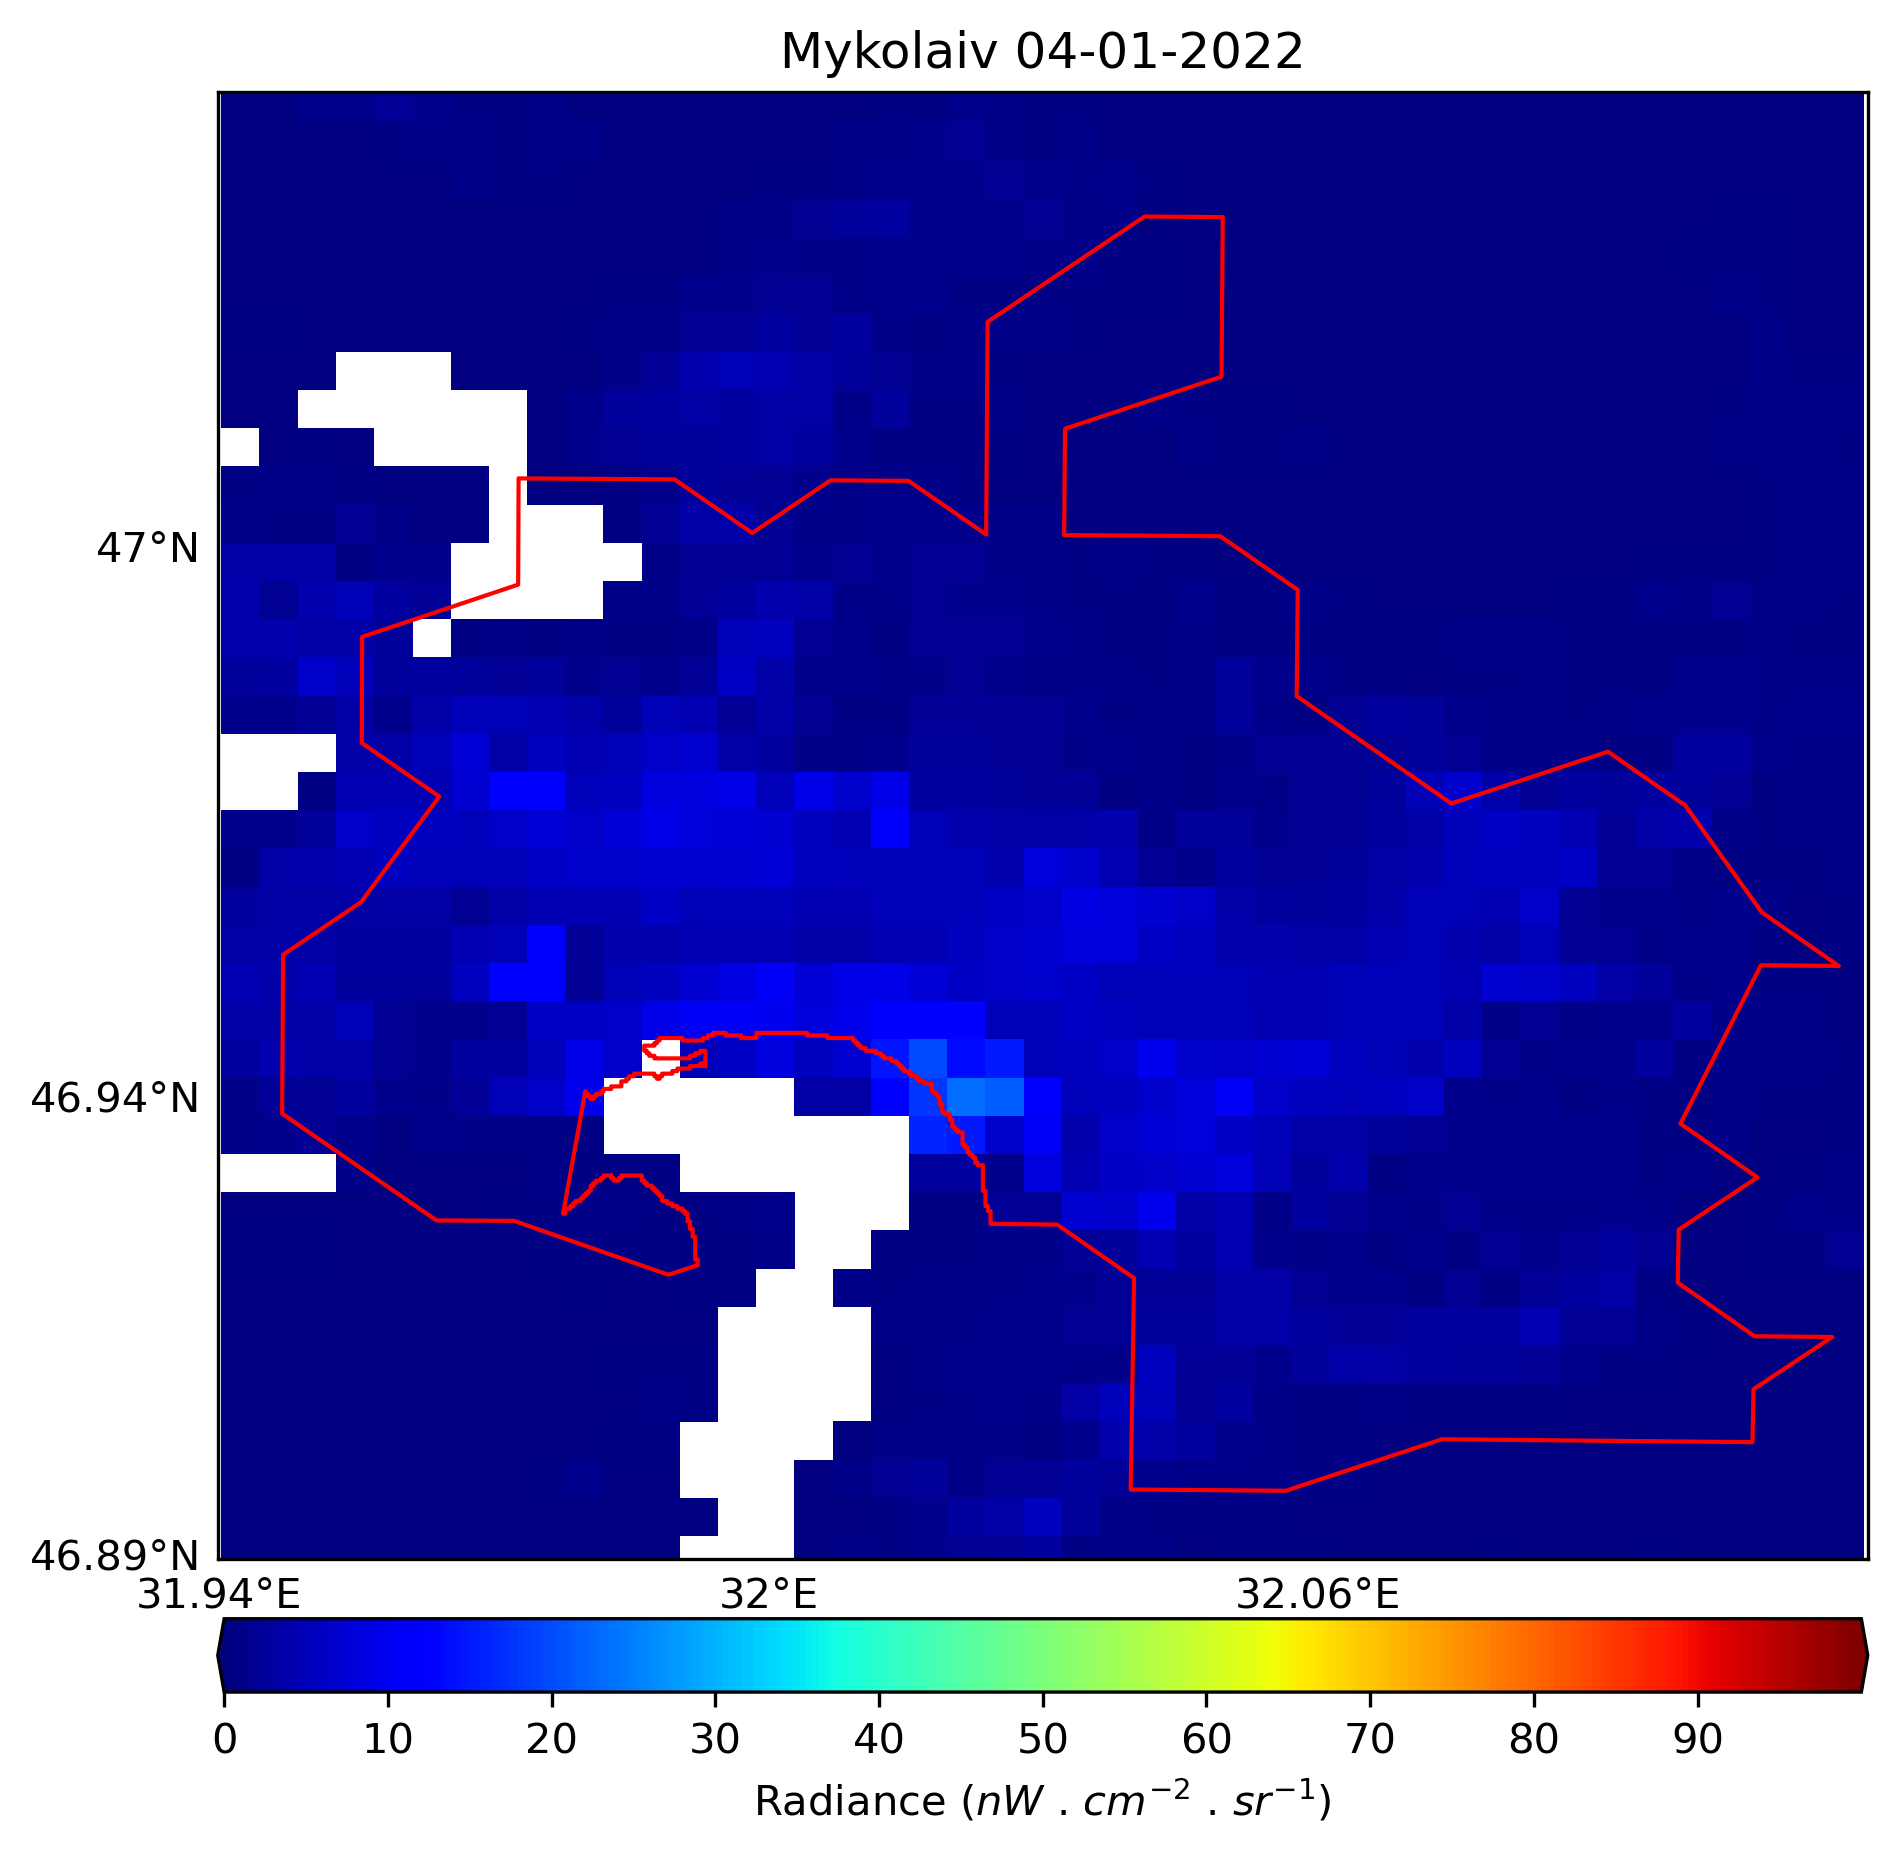 Mykolaiv 04-01-2022
47°N
46.94°N
46.89°N
31.94°E 32°E 32.06°E
0 10 20 30 40 50 60 70 80 90
Radiance (nW . cm⁻² . sr⁻¹)